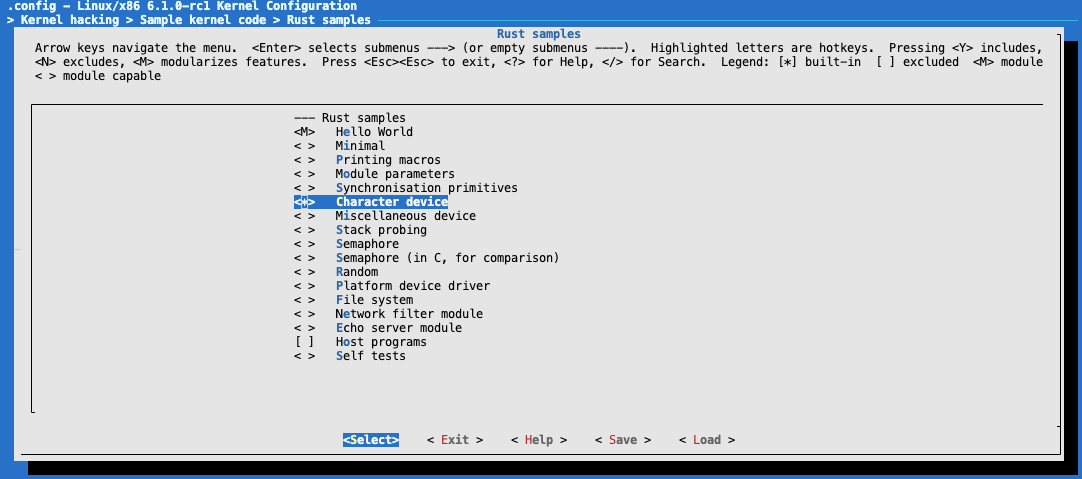 .config - Linux/x86 6.1.0-rc1 Kernel Configuration
> Kernel hacking > Sample kernel code > Rust samples
Rust samples
Arrow keys navigate the menu.  <Enter> selects submenus ---> (or empty submenus ----).  Highlighted letters are hotkeys.  Pressing <Y> includes,
<N> excludes, <M> modularizes features.  Press <Esc><Esc> to exit, <?> for Help, </> for Search.  Legend: [*] built-in  [ ] excluded  <M> module
< > module capable
--- Rust samples
<M>   Hello World
< >   Minimal
< >   Printing macros
< >   Module parameters
< >   Synchronisation primitives
<*>   Character device
< >   Miscellaneous device
< >   Stack probing
< >   Semaphore
< >   Semaphore (in C, for comparison)
< >   Random
< >   Platform device driver
< >   File system
< >   Network filter module
< >   Echo server module
[ ]   Host programs
< >   Self tests
<Select>    < Exit >    < Help >    < Save >    < Load >